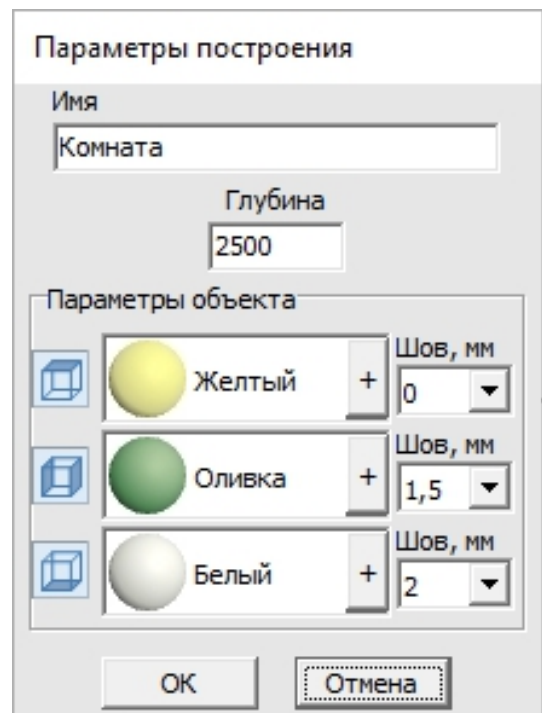 Параметры построения
Имя
Комната
Глубина
2500
Параметры объекта
Шов, мм
Желтый + 0
Шов, мм
Оливка + 1,5
Шов, мм
Белый + 2
ОК Отмена